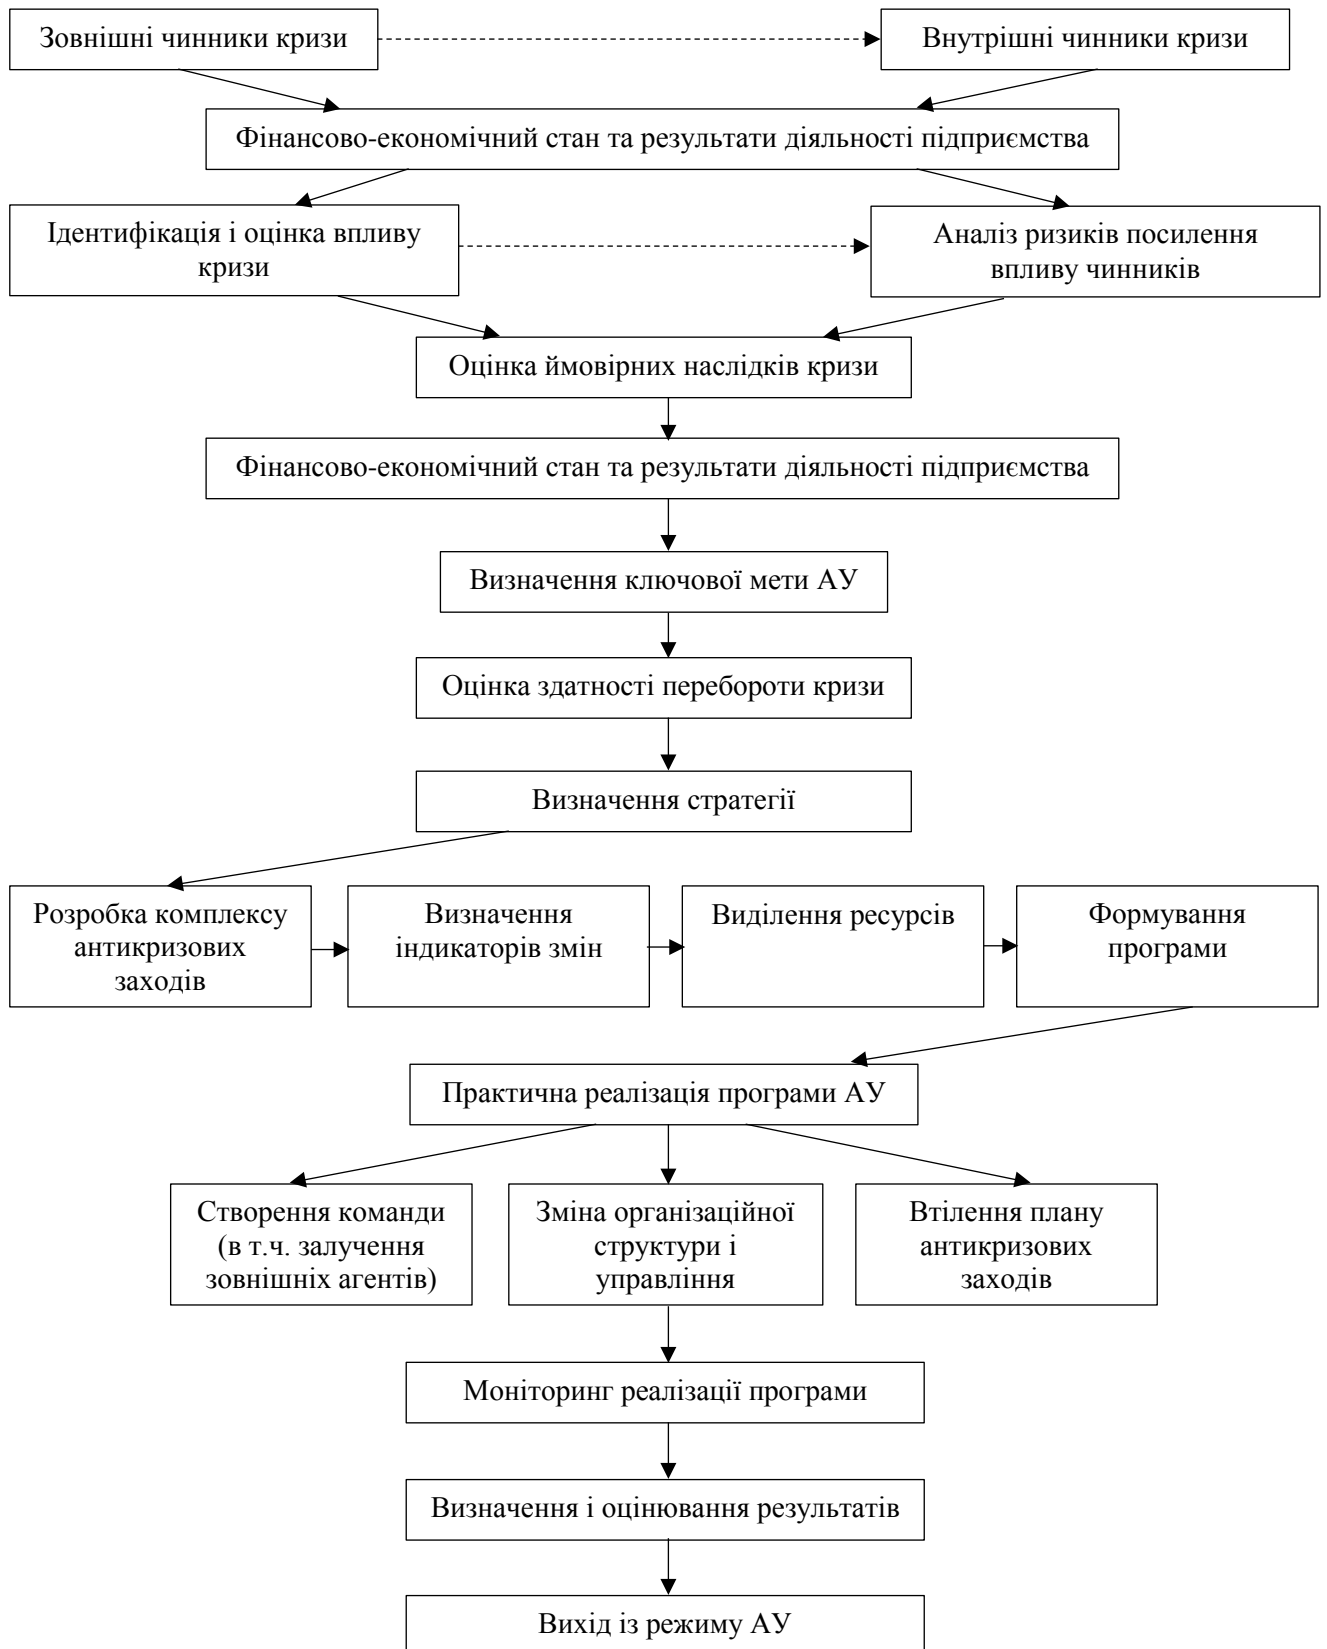 Зовнішні чинники кризи
Внутрішні чинники кризи
Фінансово-економічний стан та результати діяльності підприємства
Ідентифікація і оцінка впливу
кризи
Аналіз ризиків посилення
впливу чинників
Оцінка ймовірних наслідків кризи
Фінансово-економічний стан та результати діяльності підприємства
Визначення ключової мети АУ
Оцінка здатності перебороти кризи
Визначення стратегії
Розробка комплексу
антикризових
заходів
Визначення
індикаторів змін
Виділення ресурсів
Формування
програми
Практична реалізація програми АУ
Створення команди
(в т.ч. залучення
зовнішніх агентів)
Зміна організаційної
структури і
управління
Втілення плану
антикризових
заходів
Моніторинг реалізації програми
Визначення і оцінювання результатів
Вихід із режиму АУ